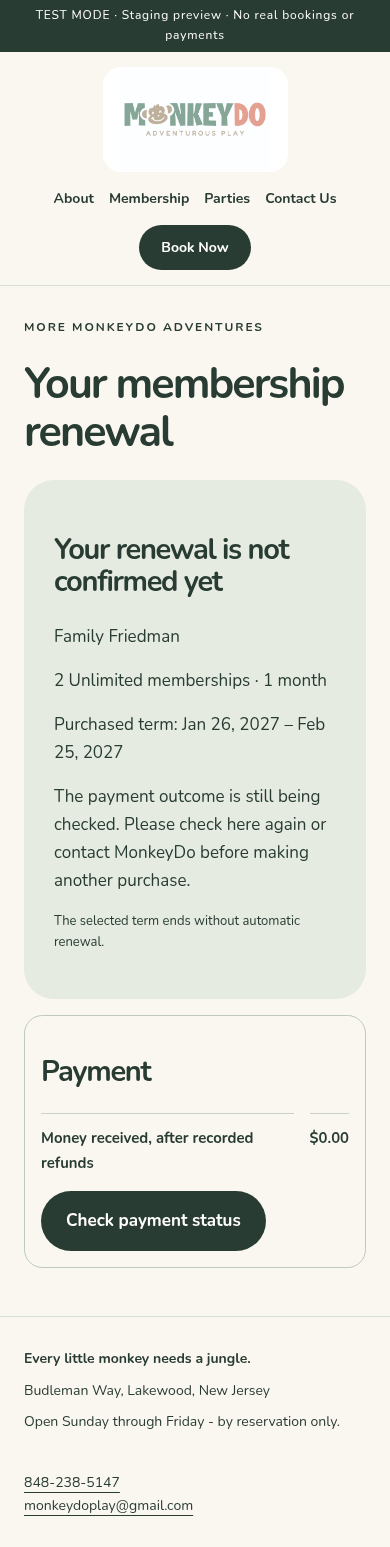 TEST MODE · Staging preview · No real bookings or
payments
MONKEYDO
ADVENTUROUS PLAY
About Membership Parties Contact Us
Book Now
MORE MONKEYDO ADVENTURES
Your membership
renewal
Your renewal is not
confirmed yet
Family Friedman
2 Unlimited memberships · 1 month
Purchased term: Jan 26, 2027 – Feb
25, 2027
The payment outcome is still being
checked. Please check here again or
contact MonkeyDo before making
another purchase.
The selected term ends without automatic
renewal.
Payment
Money received, after recorded $0.00
refunds
Check payment status
Every little monkey needs a jungle.
Budleman Way, Lakewood, New Jersey
Open Sunday through Friday - by reservation only.
848-238-5147
monkeydoplay@gmail.com